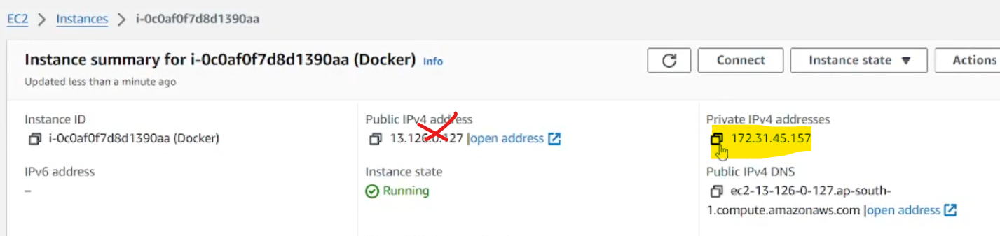 EC2 > Instances > i-0c0af0f7d8d1390aa
Instance summary for i-0c0af0f7d8d1390aa (Docker) Info
Updated less than a minute ago
Connect
Instance state ▼
Actions
Instance ID
i-0c0af0f7d8d1390aa (Docker)
IPv6 address
–
Public IPv4 address
13.126.0.127 |open address
Instance state
Running
Private IPv4 addresses
172.31.45.157
Public IPv4 DNS
ec2-13-126-0-127.ap-south-
1.compute.amazonaws.com |open address